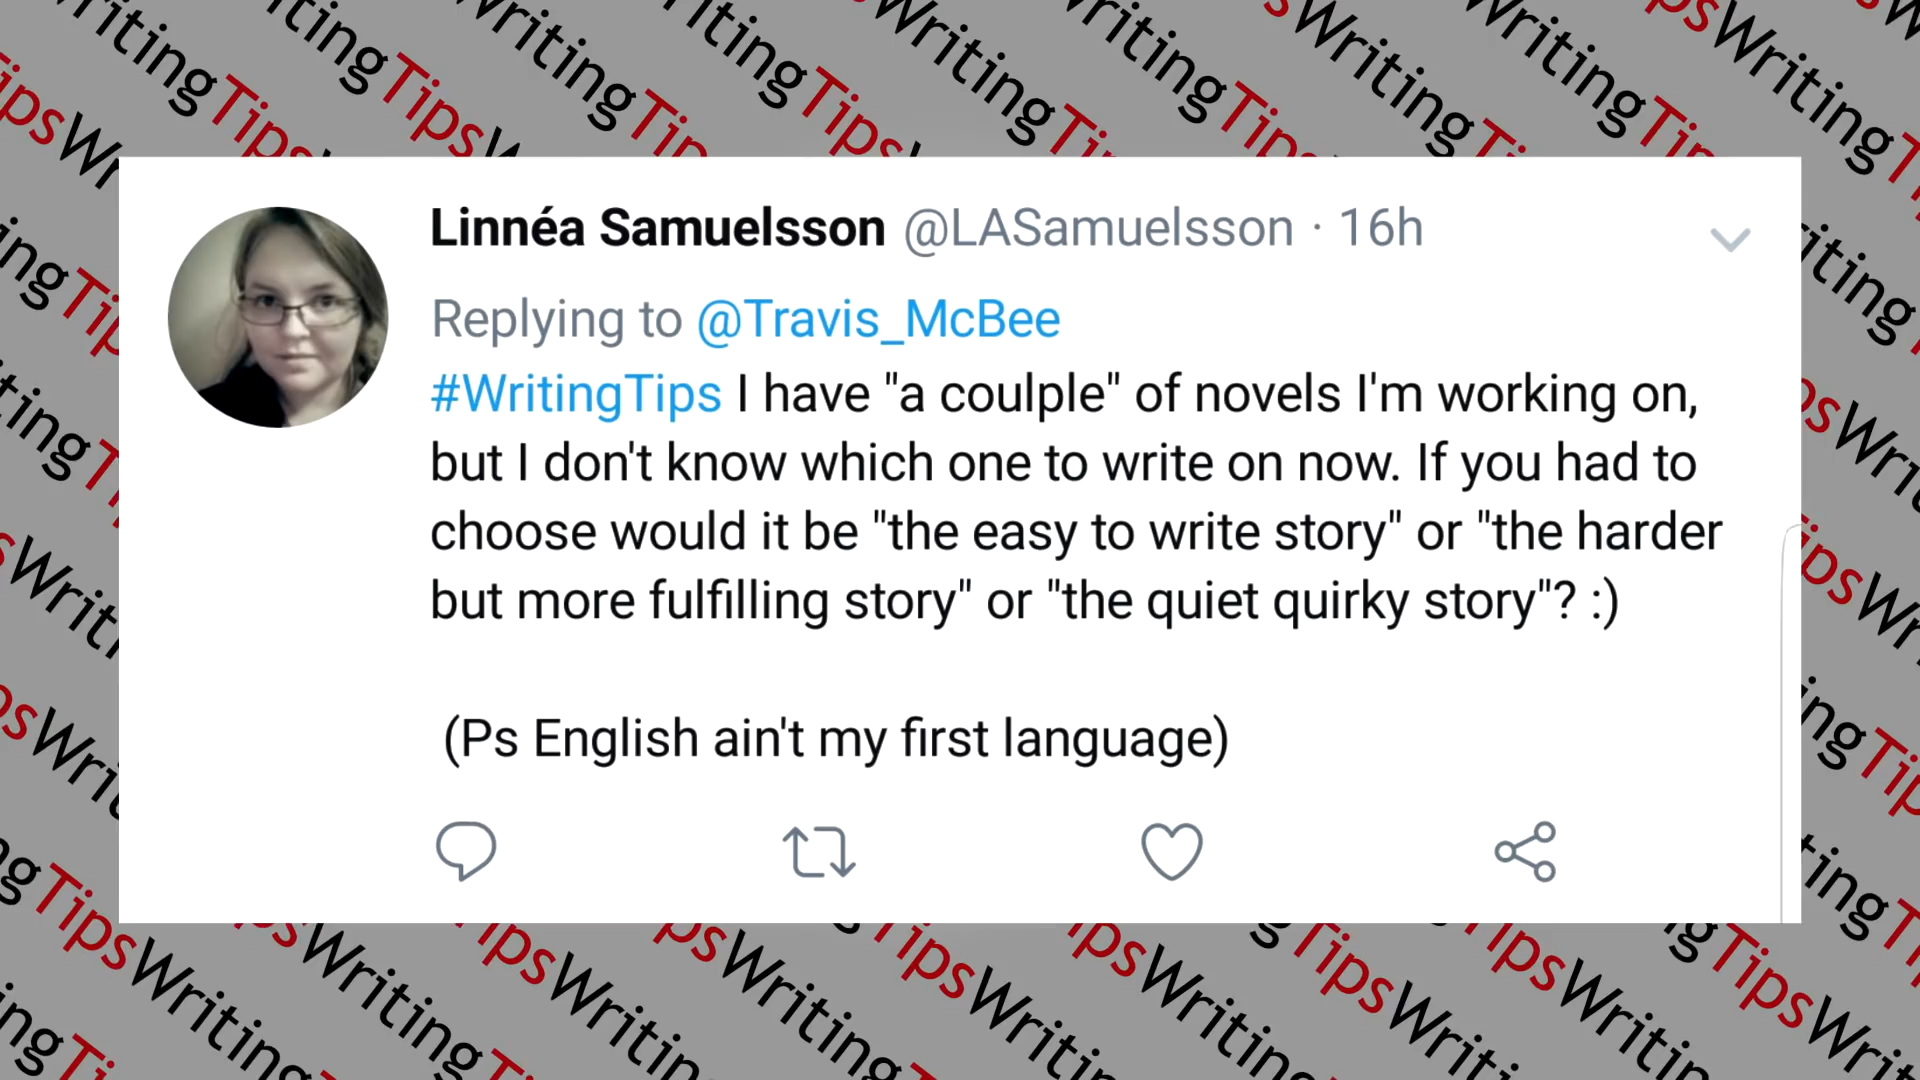 Linnéa Samuelsson @LASamuelsson · 16h
Replying to @Travis_McBee
#WritingTips I have "a coulple" of novels I'm working on,
but I don't know which one to write on now. If you had to
choose would it be "the easy to write story" or "the harder
but more fulfilling story" or "the quiet quirky story"? :)
(Ps English ain't my first language)